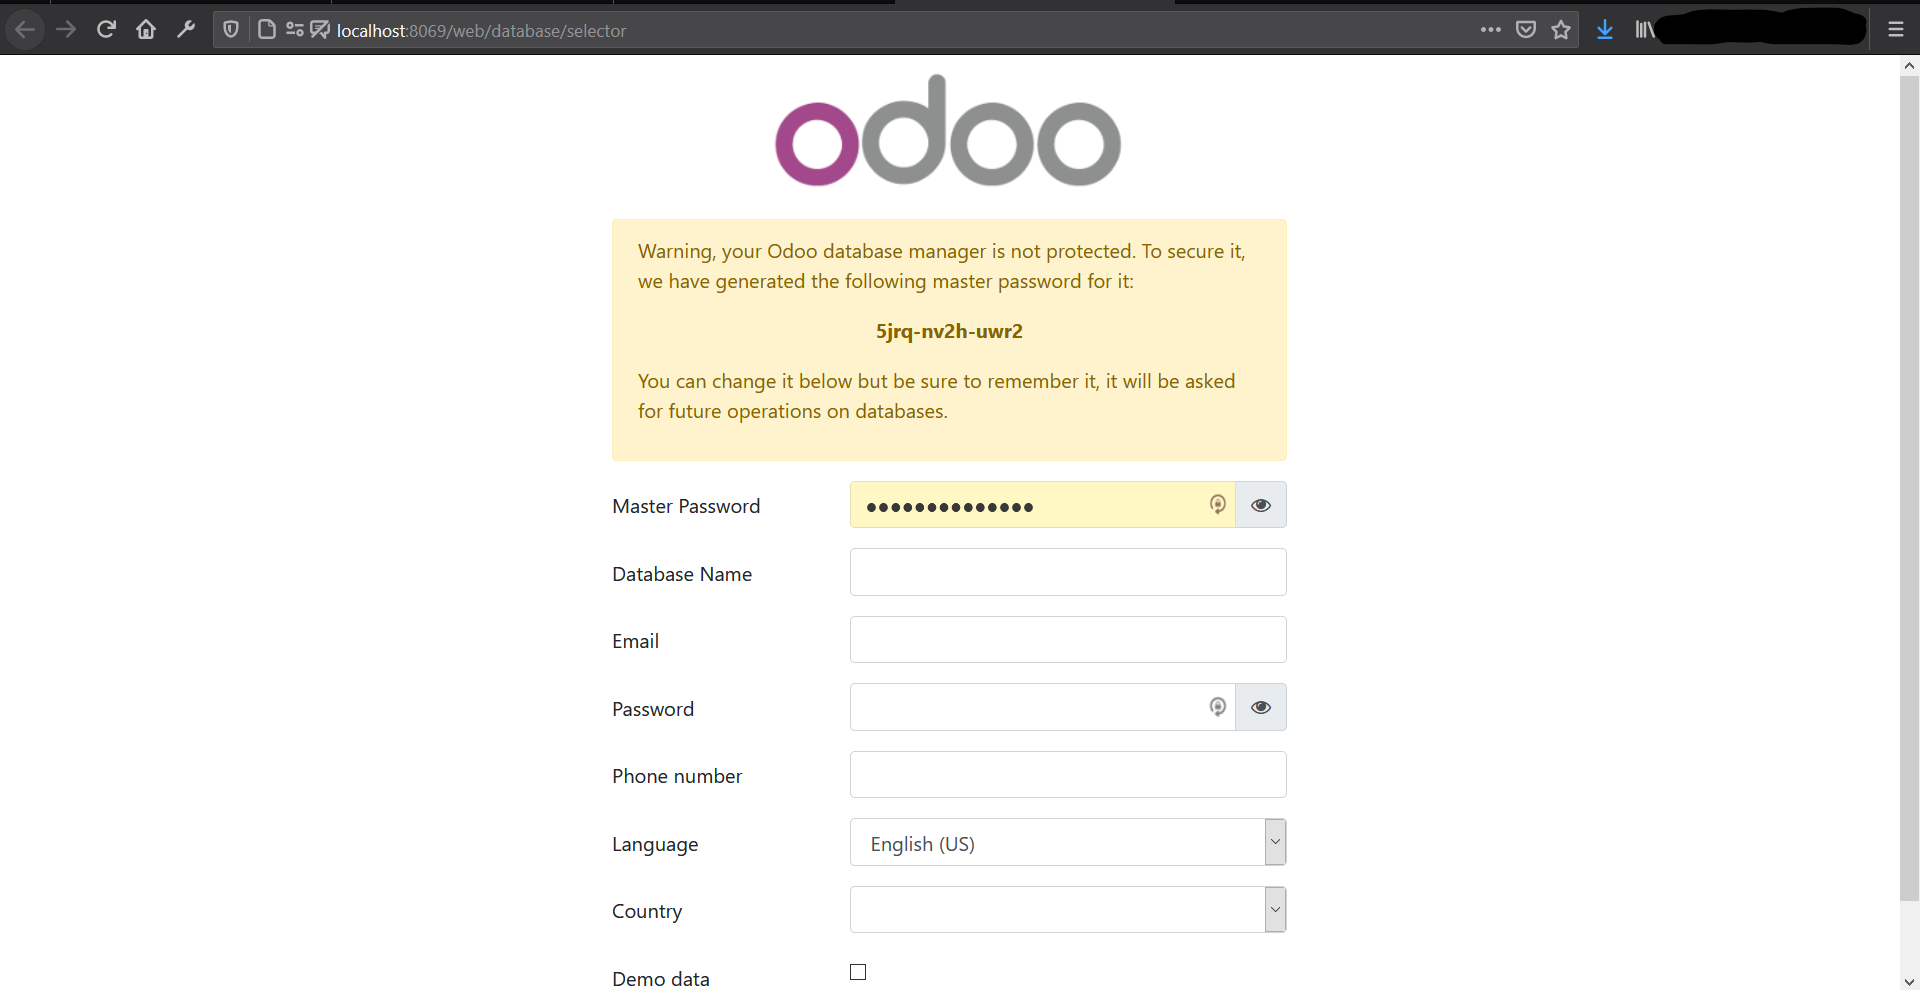 localhost:8069/web/database/selector
odoo
Warning, your Odoo database manager is not protected. To secure it,
we have generated the following master password for it:
5jrq-nv2h-uwr2
You can change it below but be sure to remember it, it will be asked
for future operations on databases.
Master Password ••••••••••••••
Database Name
Email
Password
Phone number
Language English (US)
Country
Demo data